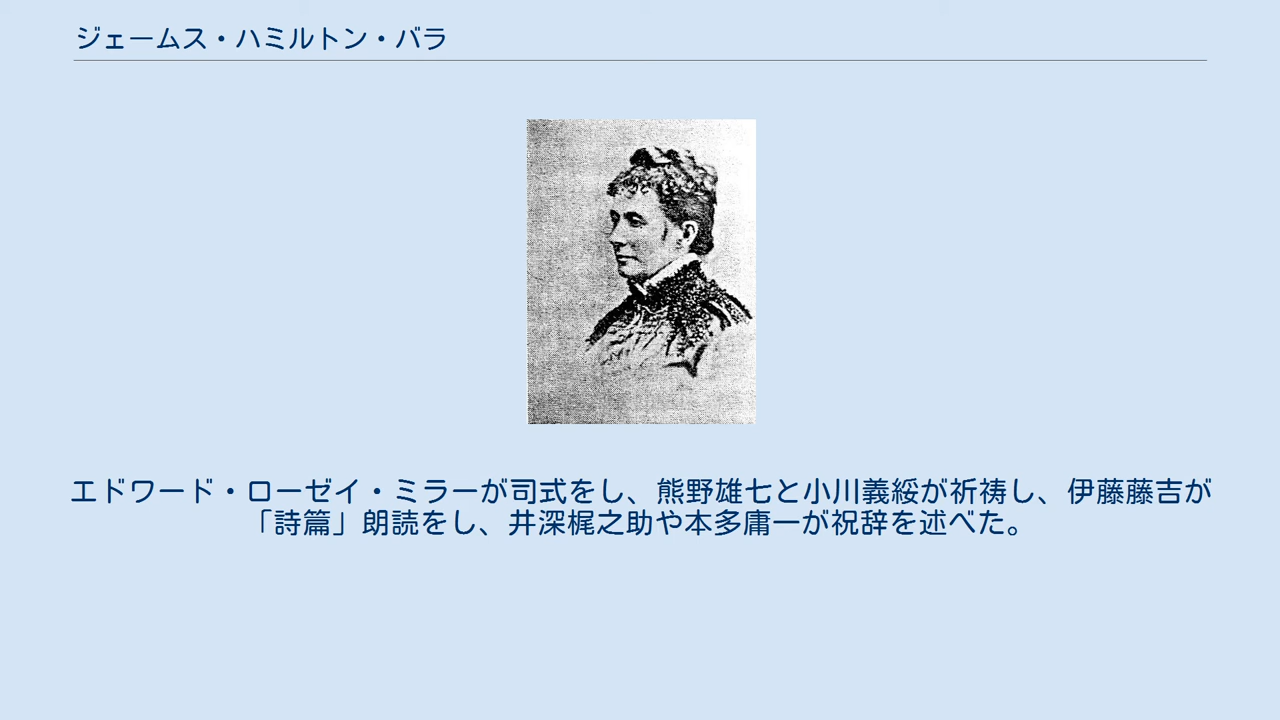 ジェームス・ハミルトン・バラ
エドワード・ローゼイ・ミラーが司式をし、熊野雄七と小川義綏が祈祷し、伊藤藤吉が
「詩篇」朗読をし、井深梶之助や本多庸一が祝辞を述べた。